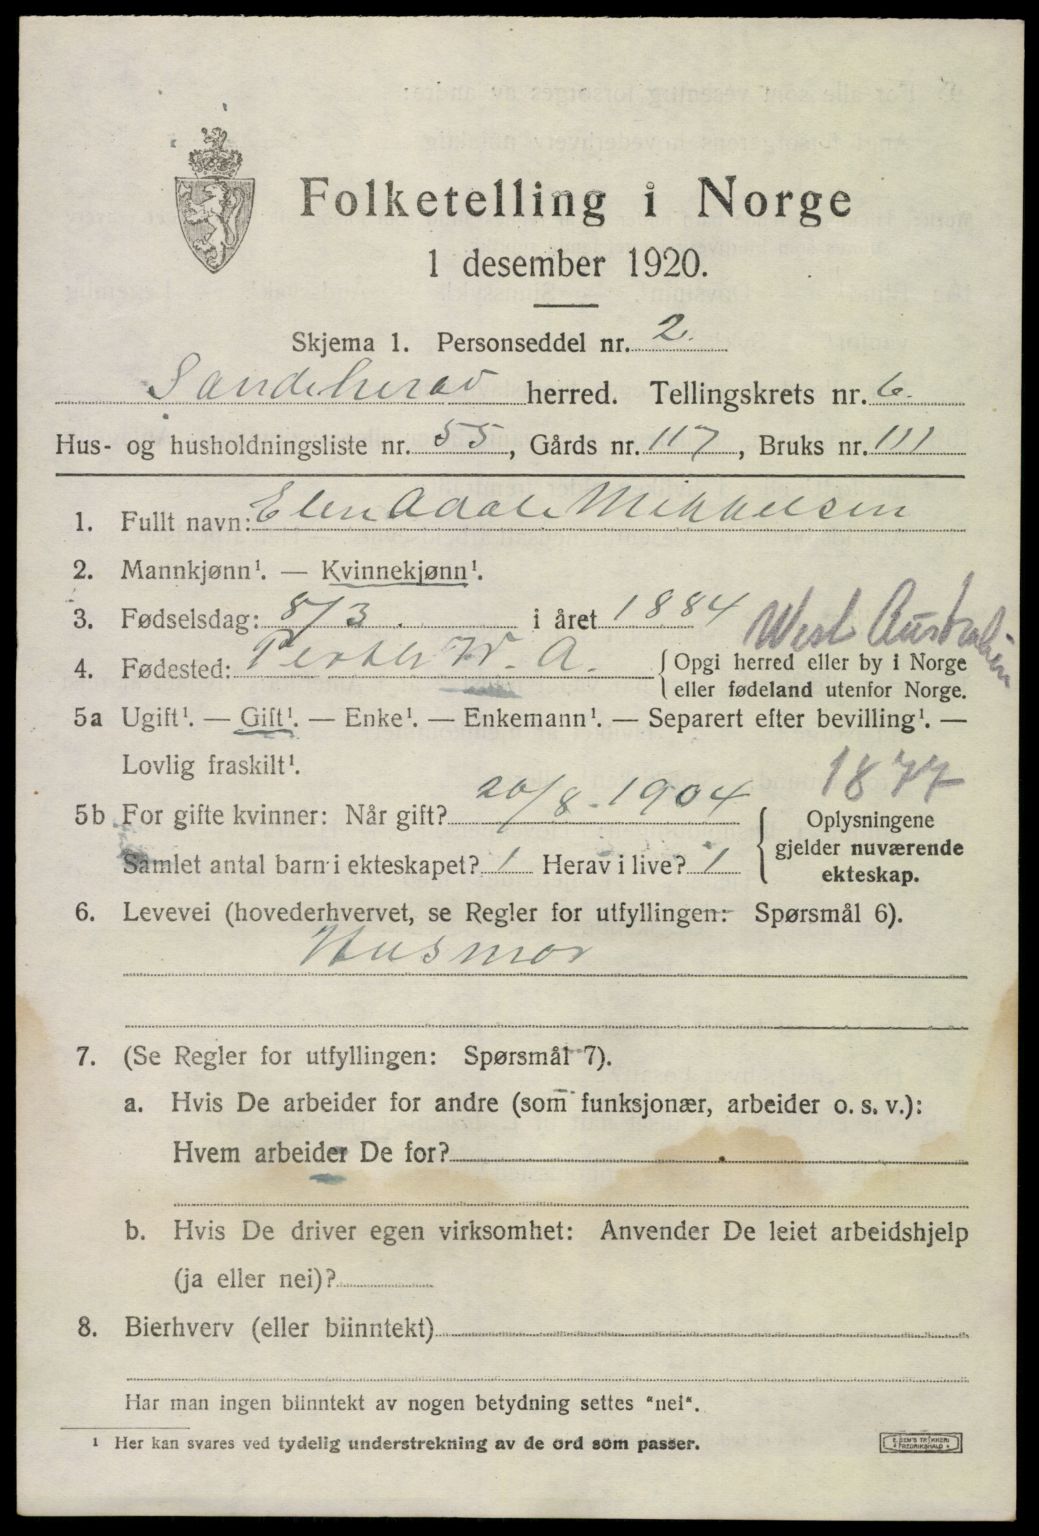 Folketelling i Norge
1 desember 1920.
Skjema 1. Personseddel nr. 2.
Sandeherad herred. Tellingskrets nr. 6.
Hus- og husholdningsliste nr. 55, Gårds nr. 117, Bruks nr. 111
1. Fullt navn: Elen Adale Mikkelsen
2. Mannkjønn¹. — Kvinnekjønn¹.
3. Fødselsdag: 8/3. i året 1884
West Australien
4. Fødested: Perth W. A. Opgi herred eller by i Norge
eller fødeland utenfor Norge.
5a Ugift¹. — Gift¹. — Enke¹. — Enkemann¹. — Separert efter bevilling¹. —
Lovlig fraskilt¹.
1877
5b For gifte kvinner: Når gift? 20/8 - 1904 Oplysningene
gjelder nuværende
Samlet antal barn i ekteskapet? 1 Herav i live? 1
ekteskap.
6. Levevei (hovederhvervet, se Regler for utfyllingen: Spørsmål 6).
Husmor
7. (Se Regler for utfyllingen: Spørsmål 7).
a. Hvis De arbeider for andre (som funksjonær, arbeider o. s. v.):
Hvem arbeider De for?
b. Hvis De driver egen virksomhet: Anvender De leiet arbeidshjelp
(ja eller nei)?
8. Bierhverv (eller biinntekt)
Har man ingen biinntekt av nogen betydning settes "nei".
¹ Her kan svares ved tydelig understrekning av de ord som passer.